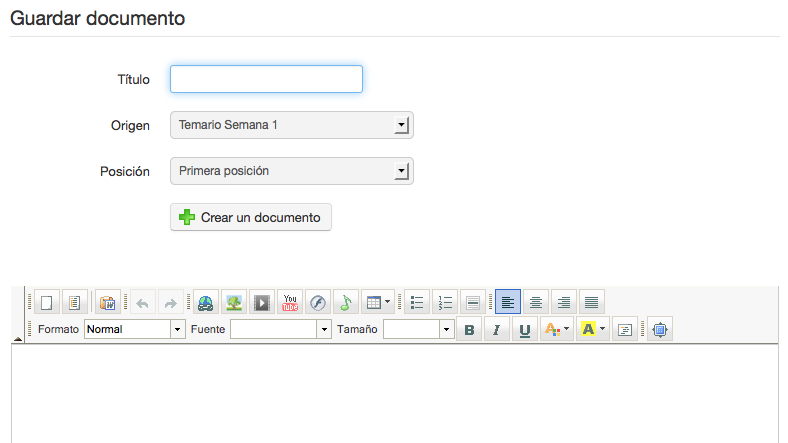 Guardar documento
Título
Origen Temario Semana 1
Posición Primera posición
Crear un documento
You Tube
Formato Normal Fuente Tamaño B I U A A